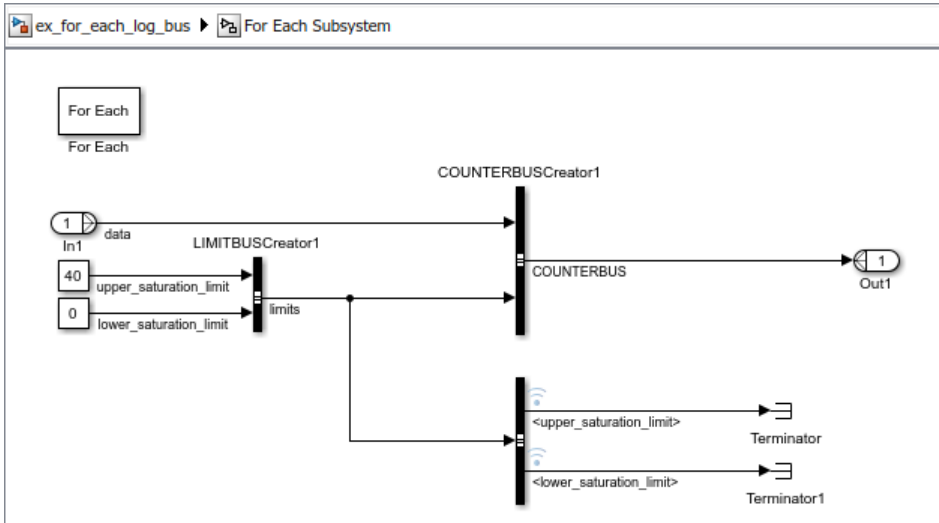 ex_for_each_log_bus For Each Subsystem
For Each
For Each
COUNTERBUSCreator1
1
data
In1
LIMITBUSCreator1
40
upper_saturation_limit
0
lower_saturation_limit
limits
COUNTERBUS
1
Out1
<upper_saturation_limit>
Terminator
<lower_saturation_limit>
Terminator1